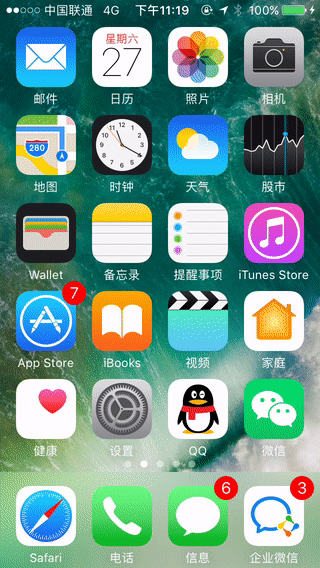 中国联通 4G 下午11:19 100%
星期六
27
邮件 日历 照片 相机
280
地图 时钟 天气 股市
Wallet 备忘录 提醒事项 iTunes Store
7
App Store iBooks 视频 家庭
健康 设置 QQ 微信
6 3
Safari 电话 信息 企业微信